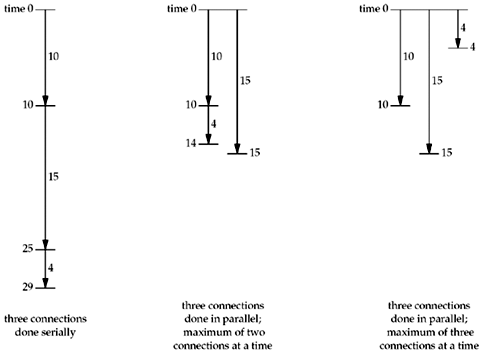 time 0
10
10
15
25
4
29
three connections
done serially
time 0
10
15
10
4
14
15
three connections
done in parallel;
maximum of two
connections at a time
time 0
4
4
10
15
10
15
three connections
done in parallel;
maximum of three
connections at a time